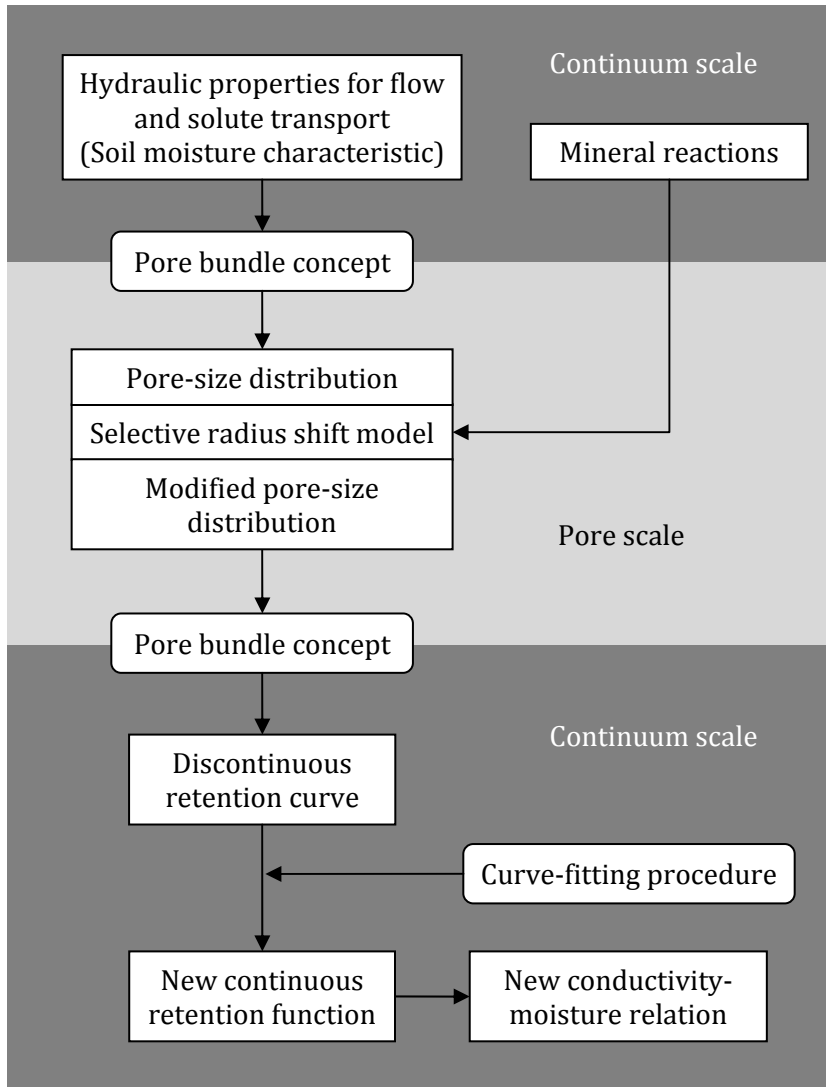 Continuum scale
Hydraulic properties for flow
and solute transport
(Soil moisture characteristic)
Mineral reactions
Pore bundle concept
Pore-size distribution
Selective radius shift model
Modified pore-size
distribution
Pore scale
Pore bundle concept
Continuum scale
Discontinuous
retention curve
Curve-fitting procedure
New continuous
retention function
New conductivity-
moisture relation